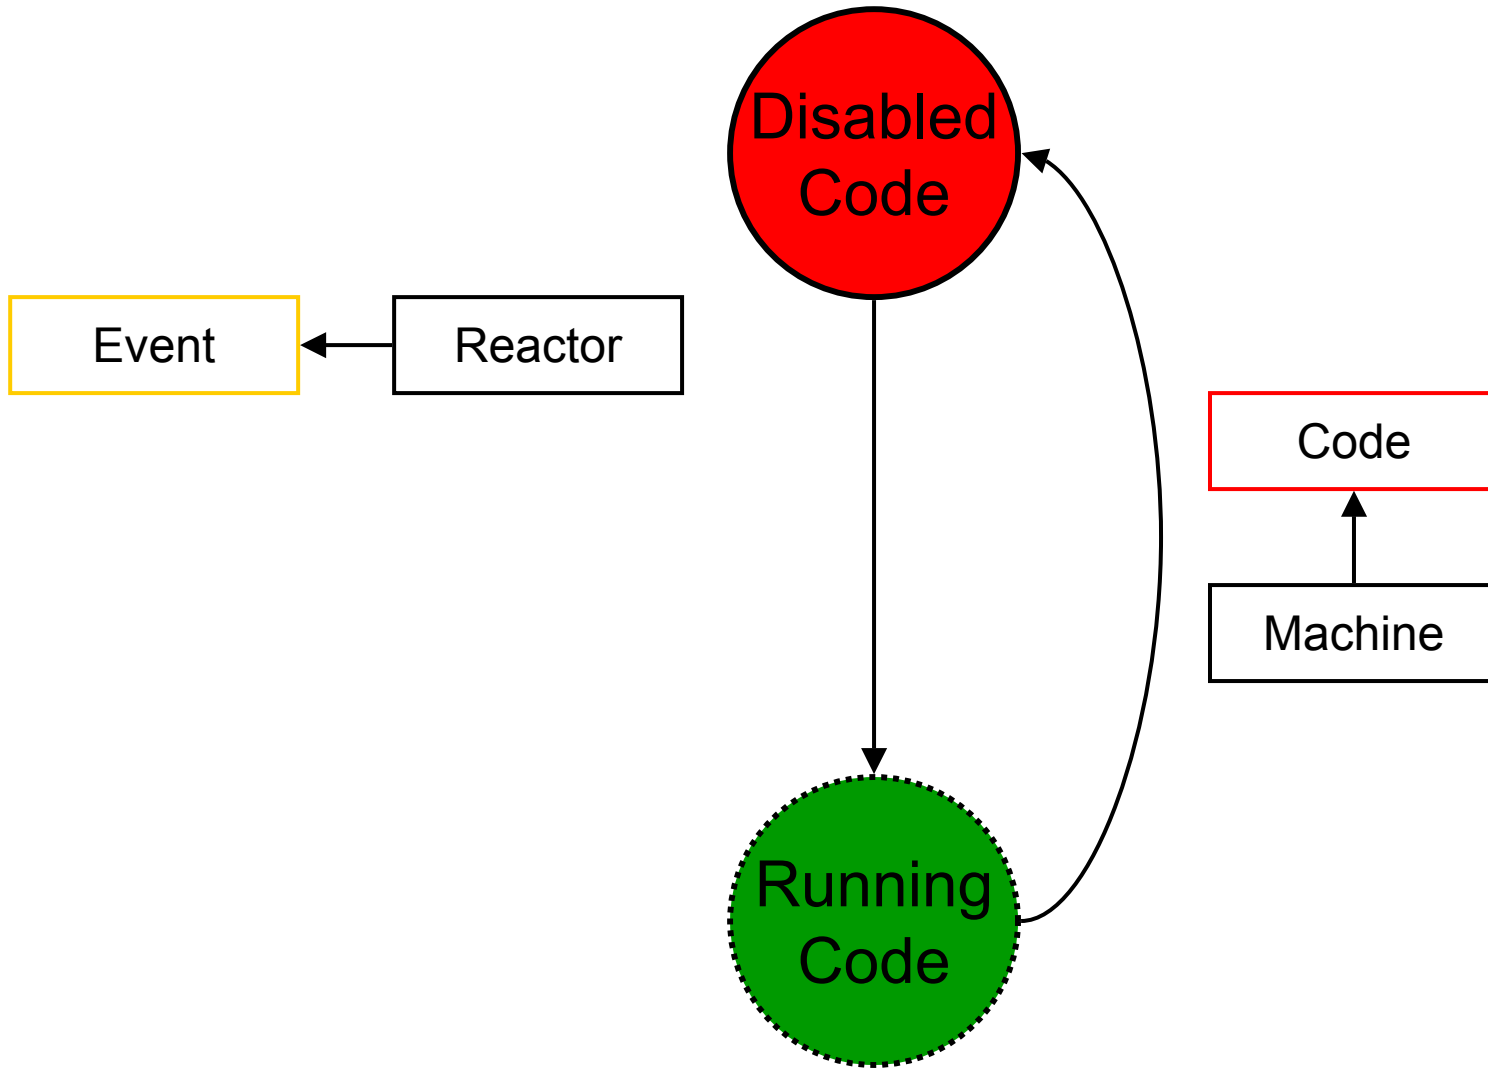 Disabled
Code
Event
Reactor
Code
Machine
Running
Code